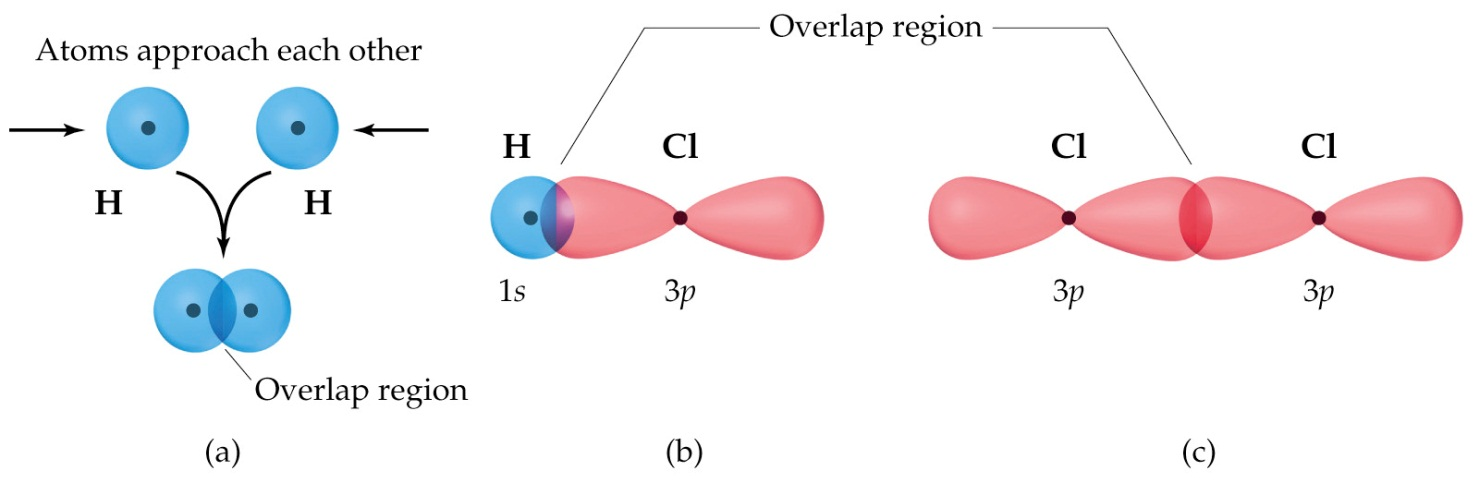 Atoms approach each other
H
H
Overlap region
(a)
Overlap region
H
Cl
1s
3p
(b)
Cl
Cl
3p
3p
(c)